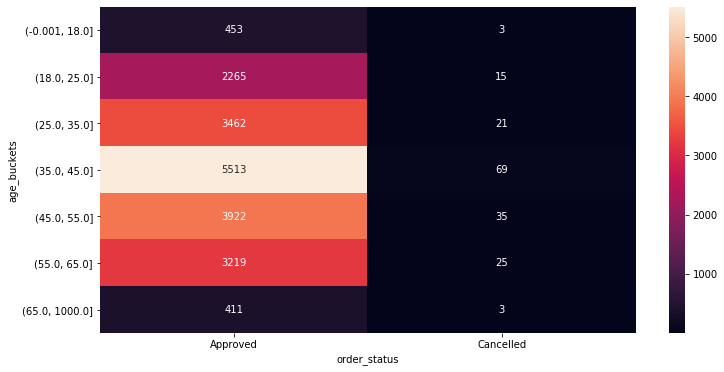 (-0.001, 18.0] 453 3
(18.0, 25.0] 2265 15
(25.0, 35.0] 3462 21
(35.0, 45.0] 5513 69
(45.0, 55.0] 3922 35
(55.0, 65.0] 3219 25
(65.0, 1000.0] 411 3
age_buckets
Approved Cancelled
order_status
5000
4000
3000
2000
1000